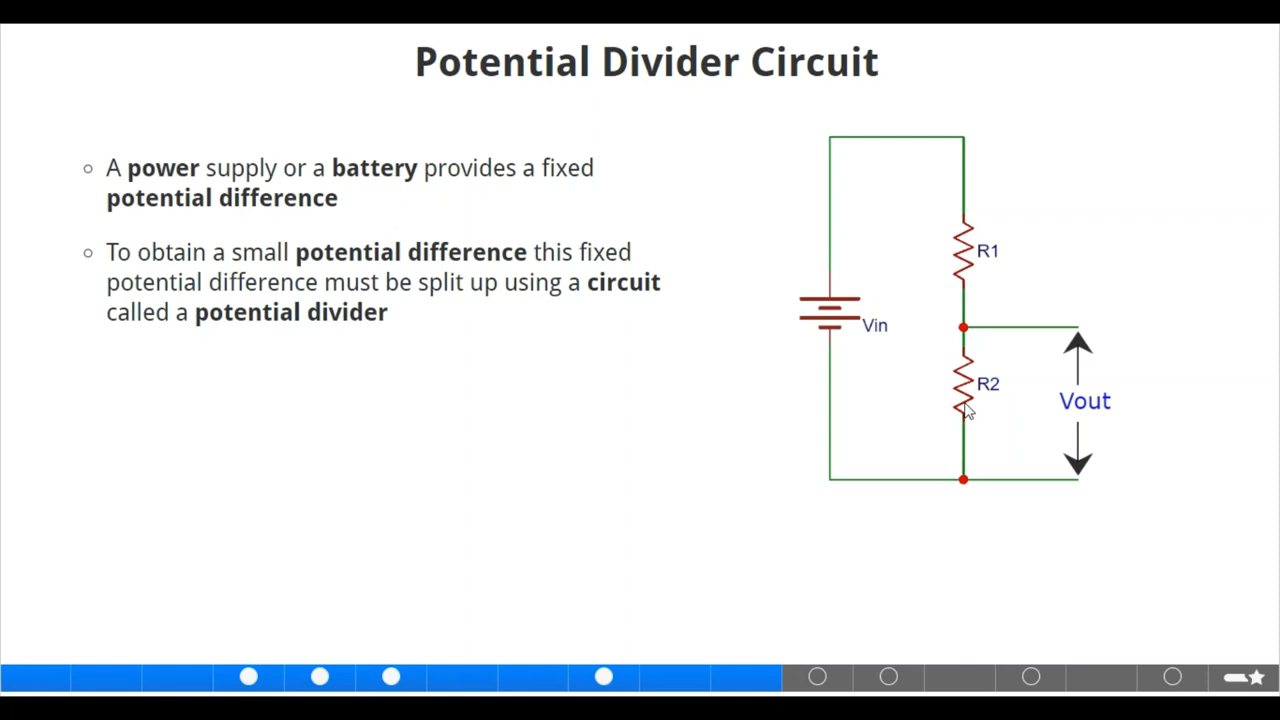 Potential Divider Circuit
A power supply or a battery provides a fixed
potential difference
To obtain a small potential difference this fixed
potential difference must be split up using a circuit
called a potential divider
R1
Vin
R2
Vout